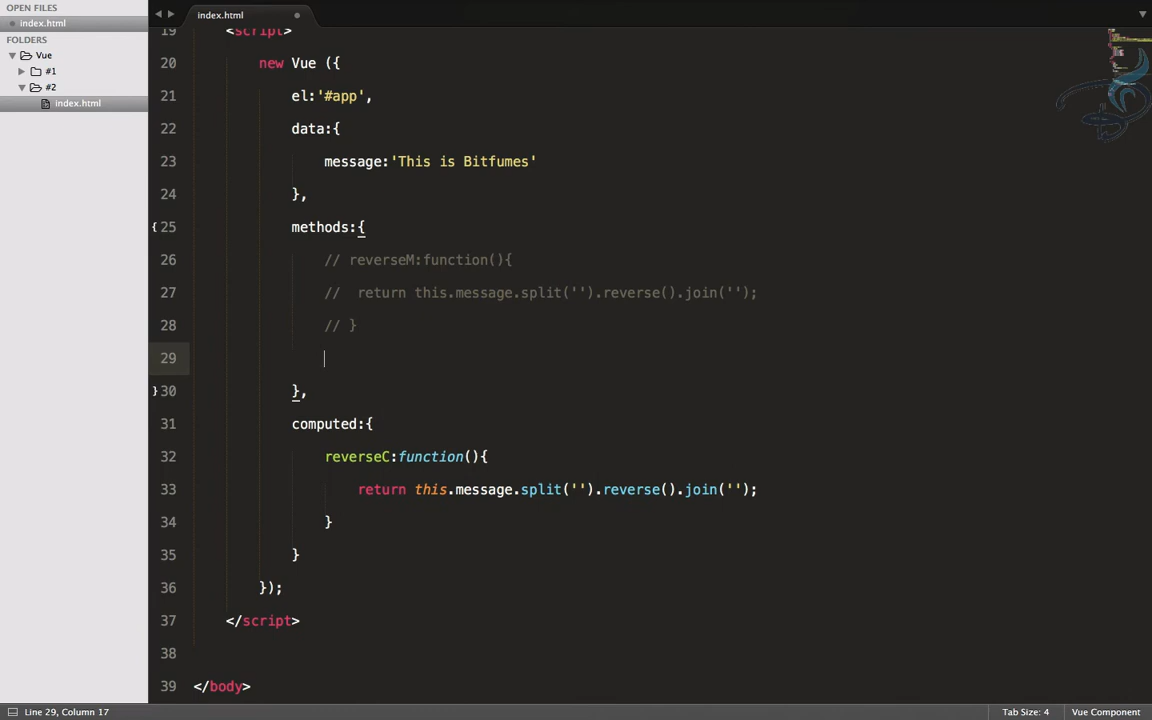 OPEN FILES
index.html
FOLDERS
Vue
#1
#2
index.html
index.html
19 <script>
20 new Vue ({
21 el:'#app',
22 data:{
23 message:'This is Bitfumes'
24 },
25 methods:{
26 // reverseM:function(){
27 //  return this.message.split('').reverse().join('');
28 // }
29
30 },
31 computed:{
32 reverseC:function(){
33 return this.message.split('').reverse().join('');
34 }
35 }
36 });
37 </script>
38
39 </body>
Line 29, Column 17
Tab Size: 4
Vue Component